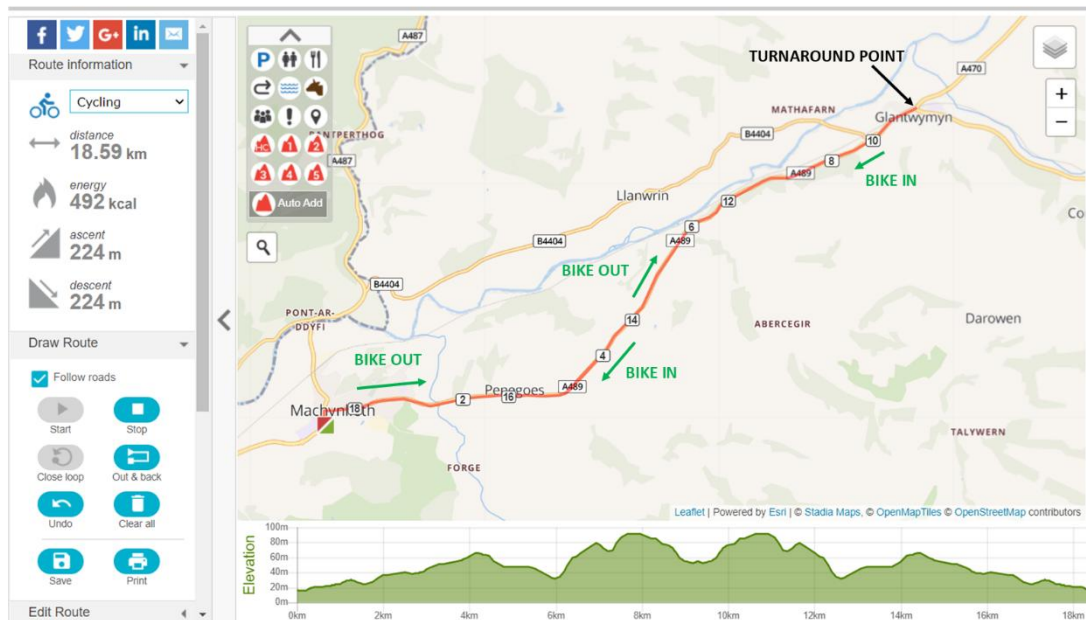 f
G+
in
Route information
Cycling
distance
18.59 km
energy
492 kcal
ascent
224 m
descent
224 m
Draw Route
Follow roads
Start
Stop
Close loop
Out & back
Undo
Clear all
Save
Print
Edit Route
P
HC
1
2
3
4
5
Auto Add
A487
A487
TURNAROUND POINT
A470
+
−
MATHAFARN
Glantwymyn
B4404
10
8
BIKE IN
A489
Llanwrin
12
6
A489
B4404
BIKE OUT
B4404
PONT-AR-
DDYFI
14
ABERCEGIR
Darowen
4
BIKE OUT
BIKE IN
A489
Penegoes
2
16
18
Machynlleth
TALYWERN
FORGE
Leaflet | Powered by Esri | © Stadia Maps, © OpenMapTiles © OpenStreetMap contributors
Elevation
100m
80m
60m
40m
20m
0m
0km
2km
4km
6km
8km
10km
12km
14km
16km
18km